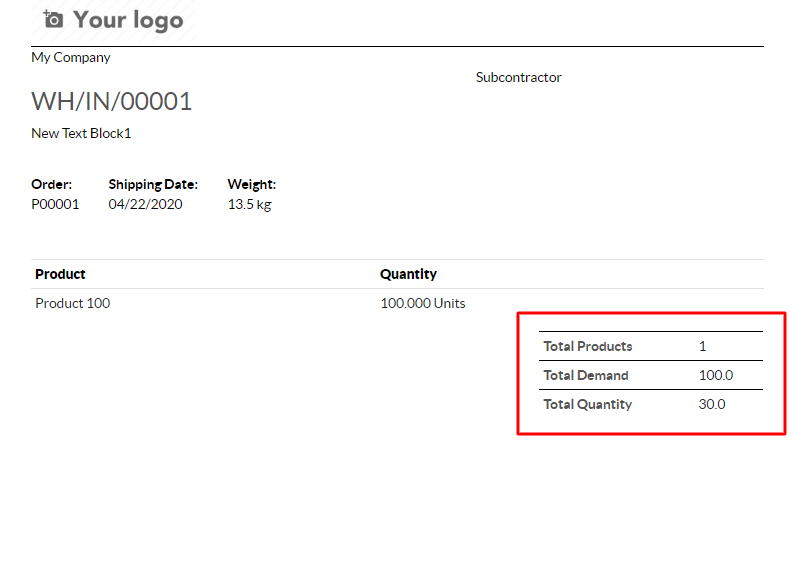 Your logo
My Company
Subcontractor
WH/IN/00001
New Text Block1
Order: Shipping Date: Weight:
P00001 04/22/2020 13.5 kg
Product Quantity
Product 100 100.000 Units
Total Products 1
Total Demand 100.0
Total Quantity 30.0